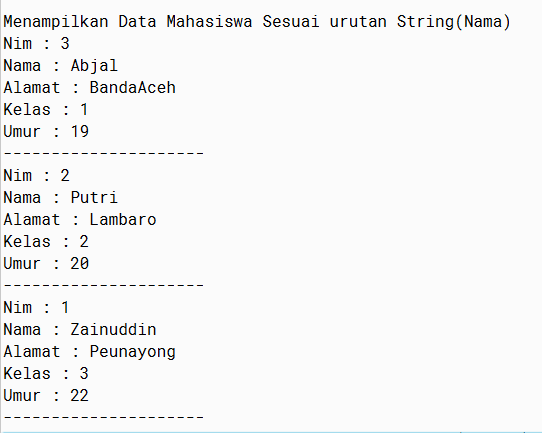 Menampilkan Data Mahasiswa Sesuai urutan String(Nama)
Nim : 3
Nama : Abjal
Alamat : BandaAceh
Kelas : 1
Umur : 19
---------------------
Nim : 2
Nama : Putri
Alamat : Lambaro
Kelas : 2
Umur : 20
---------------------
Nim : 1
Nama : Zainuddin
Alamat : Peunayong
Kelas : 3
Umur : 22
---------------------